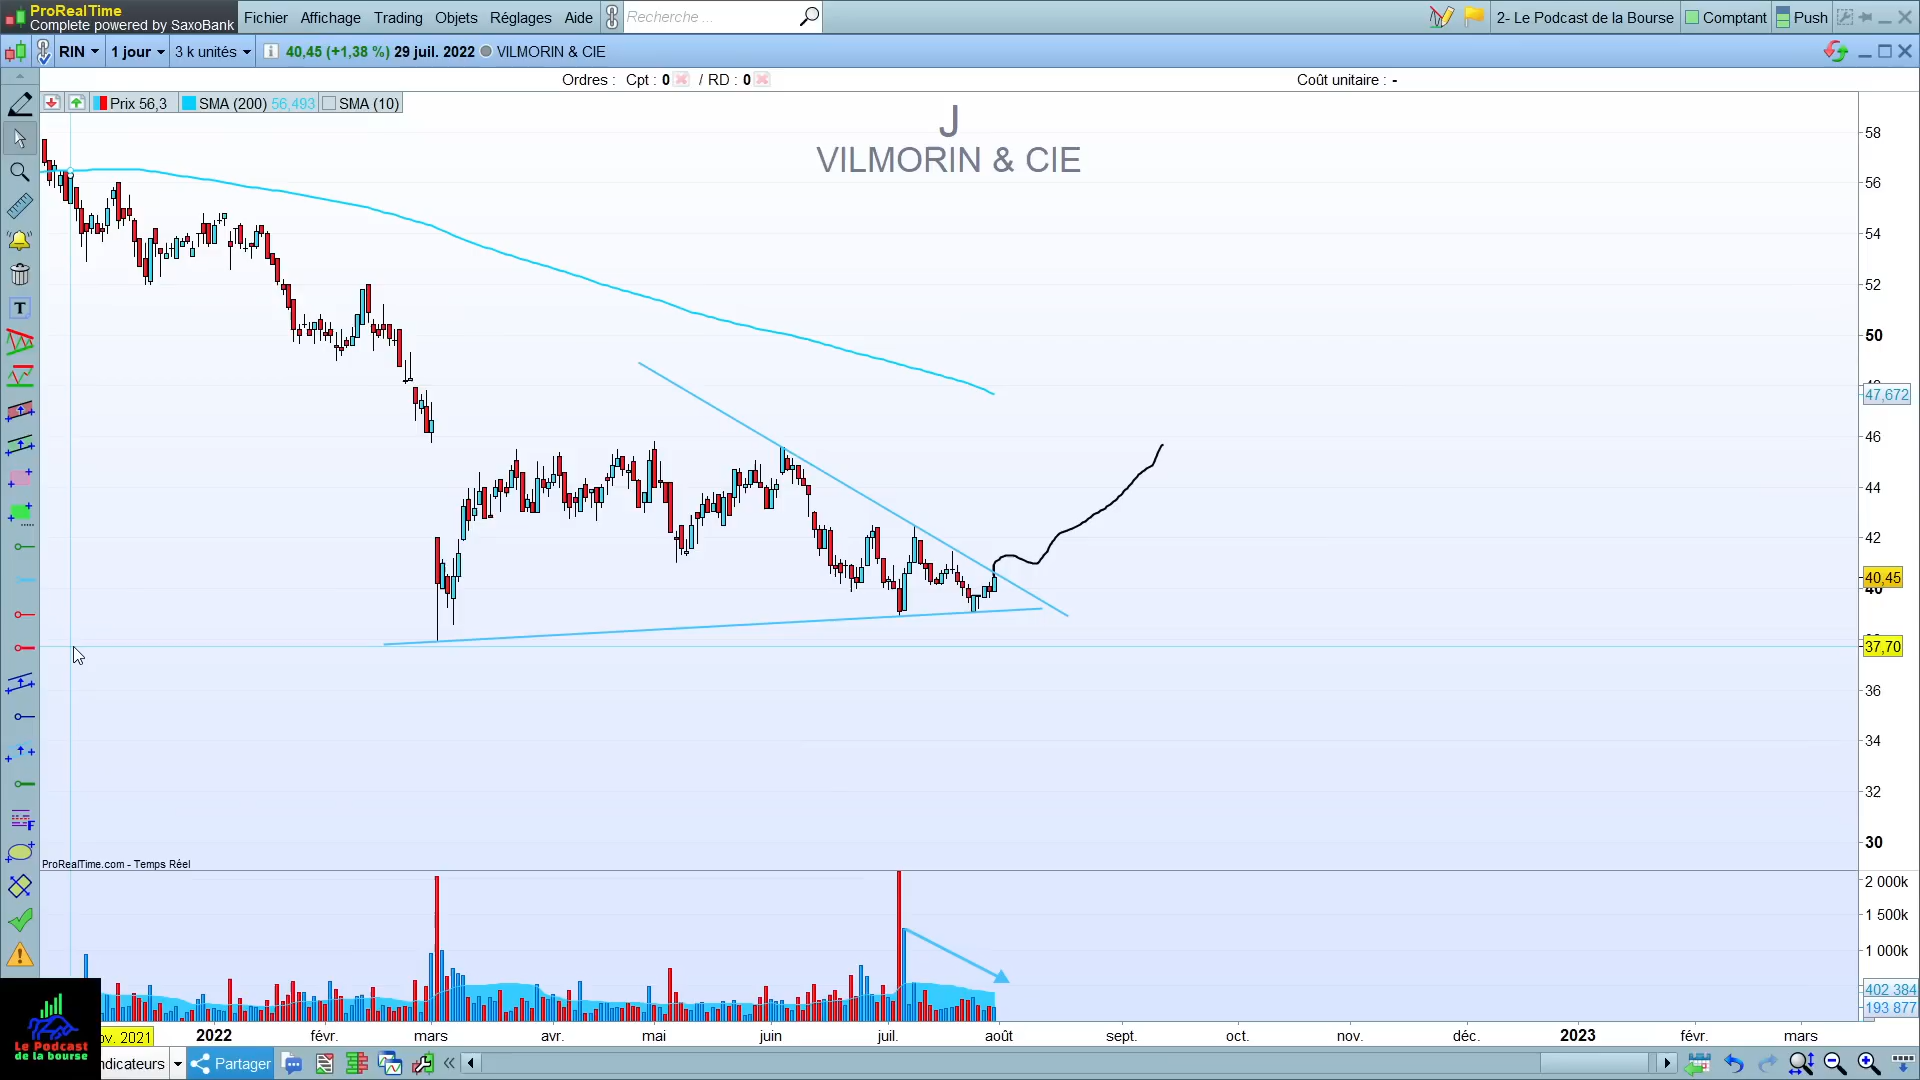 ProRealTime
Complete powered by SaxoBank
Fichier Affichage Trading Objets Réglages Aide
Recherche ...
2- Le Podcast de la Bourse
Comptant
Push
RIN
1 jour
3 k unités
40,45 (+1,38 %) 29 juil. 2022 VILMORIN & CIE
Ordres : Cpt : 0 / RD : 0
Coût unitaire : -
Prix 56,3
SMA (200) 56,493
SMA (10)
J
VILMORIN & CIE
58
56
54
52
50
47,672
46
44
42
40,45
40
37,70
36
34
32
30
ProRealTime.com - Temps Réel
2 000k
1 500k
1 000k
402 384
193 877
ov. 2021
2022
févr.
mars
avr.
mai
juin
juil.
août
sept.
oct.
nov.
déc.
2023
févr.
mars
Le Podcast
de la bourse
ndicateurs
Partager